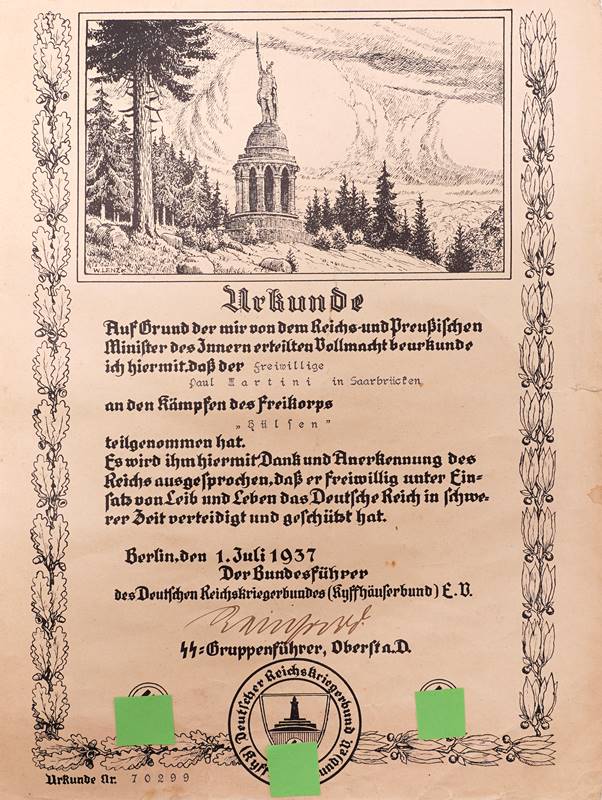 W. LENZ
Urkunde
Auf Grund der mir von dem Reichs- und Preußischen
Minister des Innern erteilten Vollmacht beurkunde
ich hiermit, daß der Freiwillige
Paul Martini in Saarbrücken
an den Kämpfen des Freikorps
„Hülsen”
teilgenommen hat.
Es wird ihm hiermit Dank und Anerkennung des
Reichs ausgesprochen, daß er freiwillig unter Ein-
satz von Leib und Leben das Deutsche Reich in schwe-
rer Zeit verteidigt und geschützt hat.
Berlin, den 1. Juli 1937
Der Bundesführer
des Deutschen Reichskriegerbundes (Kyffhäuserbund) E.V.
SS=Gruppenführer, Oberst a.D.
Deutscher Reichskriegerbund
(Kyff und) e.V.
Urkunde Nr. 70299